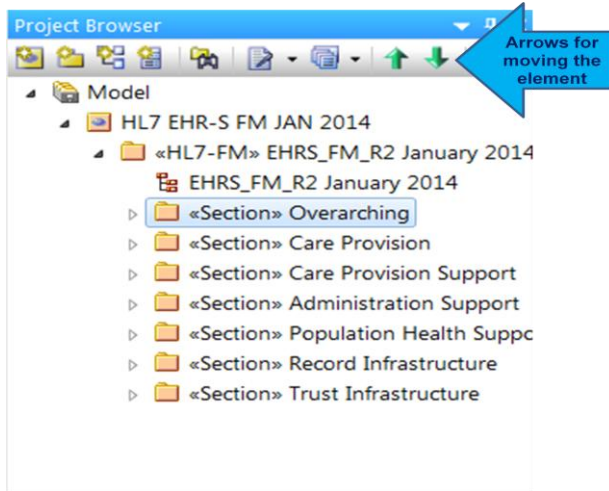 Project Browser
Arrows for
moving the
element
Model
HL7 EHR-S FM JAN 2014
«HL7-FM» EHRS_FM_R2 January 2014
EHRS_FM_R2 January 2014
«Section» Overarching
«Section» Care Provision
«Section» Care Provision Support
«Section» Administration Support
«Section» Population Health Suppo
«Section» Record Infrastructure
«Section» Trust Infrastructure